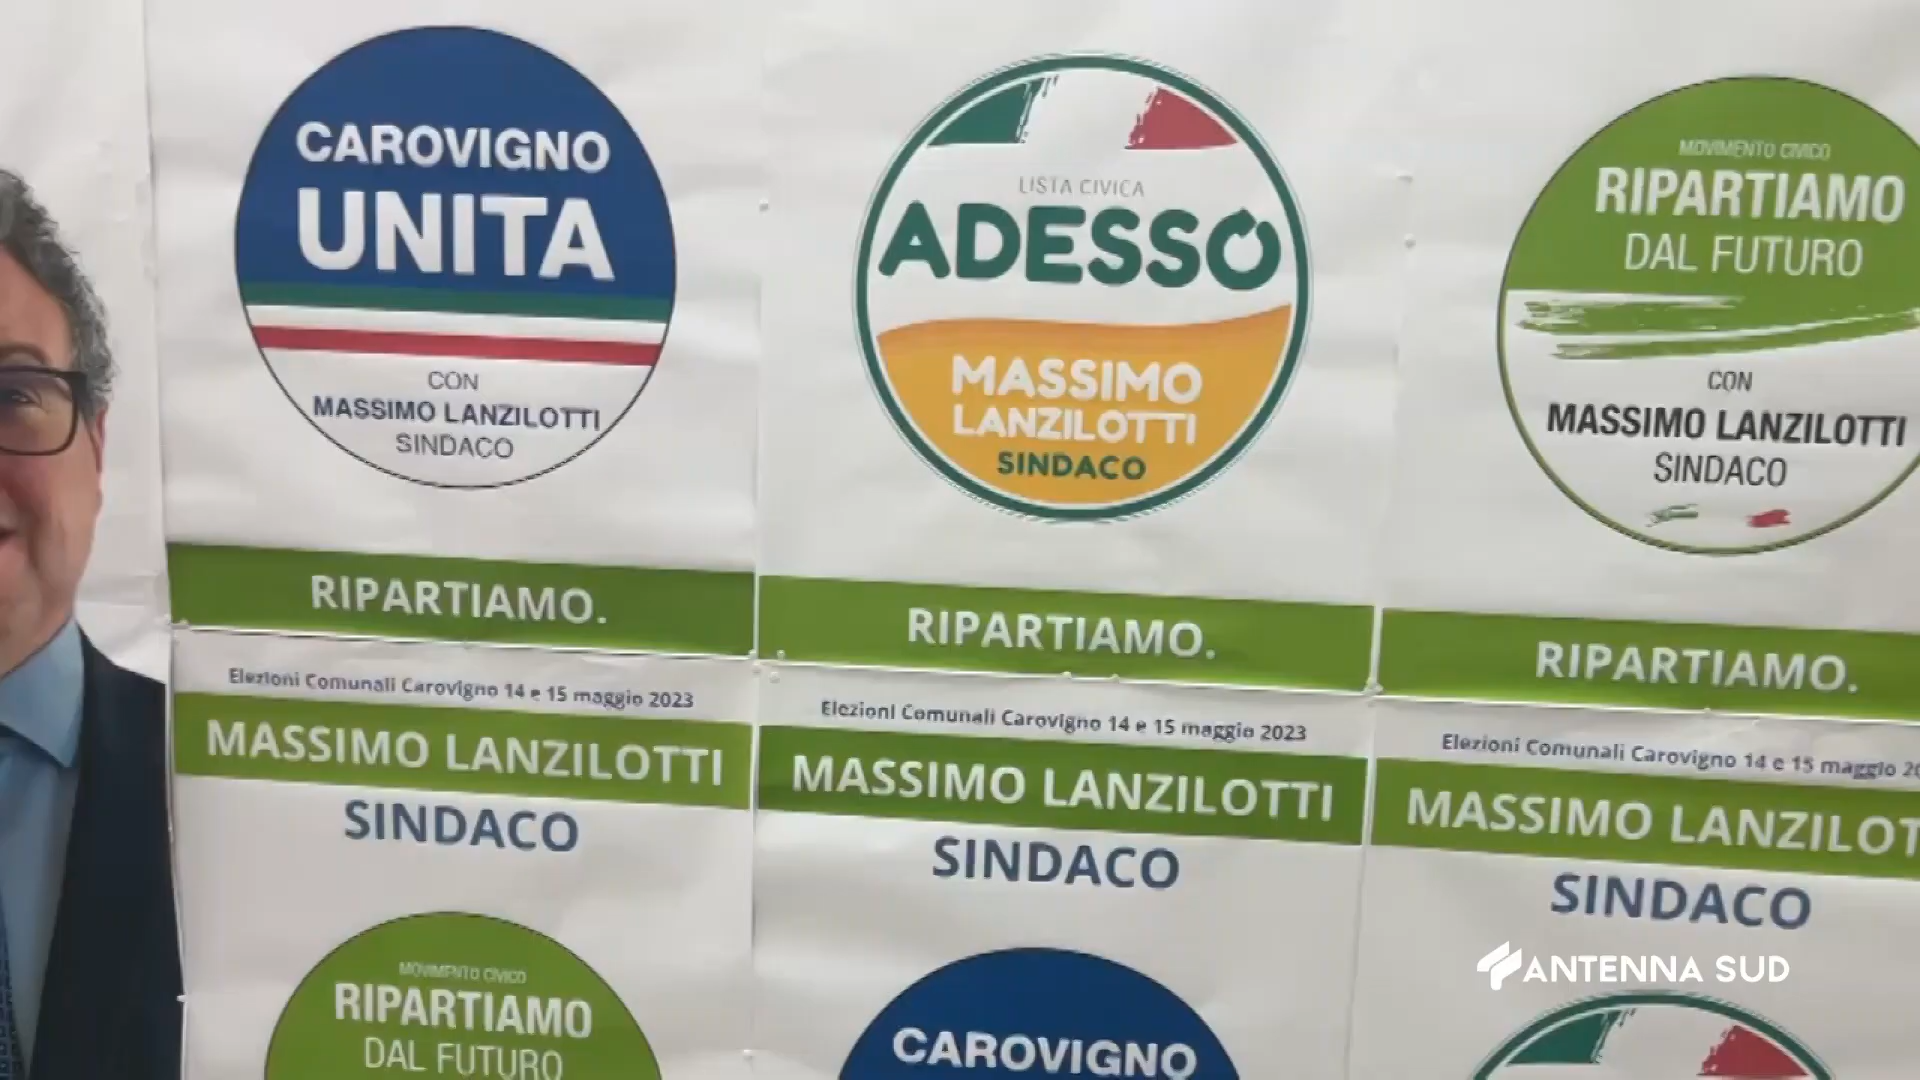 CAROVIGNO
UNITA
CON
MASSIMO LANZILOTTI
SINDACO
RIPARTIAMO.
Elezioni Comunali Carovigno 14 e 15 maggio 2023
MASSIMO LANZILOTTI
SINDACO
MOVIMENTO CIVICO
RIPARTIAMO
DAL FUTURO
LISTA CIVICA
ADESSO
MASSIMO
LANZILOTTI
SINDACO
RIPARTIAMO.
Elezioni Comunali Carovigno 14 e 15 maggio 2023
MASSIMO LANZILOTTI
SINDACO
CAROVIGNO
MOVIMENTO CIVICO
RIPARTIAMO
DAL FUTURO
CON
MASSIMO LANZILOTTI
SINDACO
RIPARTIAMO.
Elezioni Comunali Carovigno 14 e 15 maggio 20
MASSIMO LANZILOT
SINDACO
ANTENNA SUD